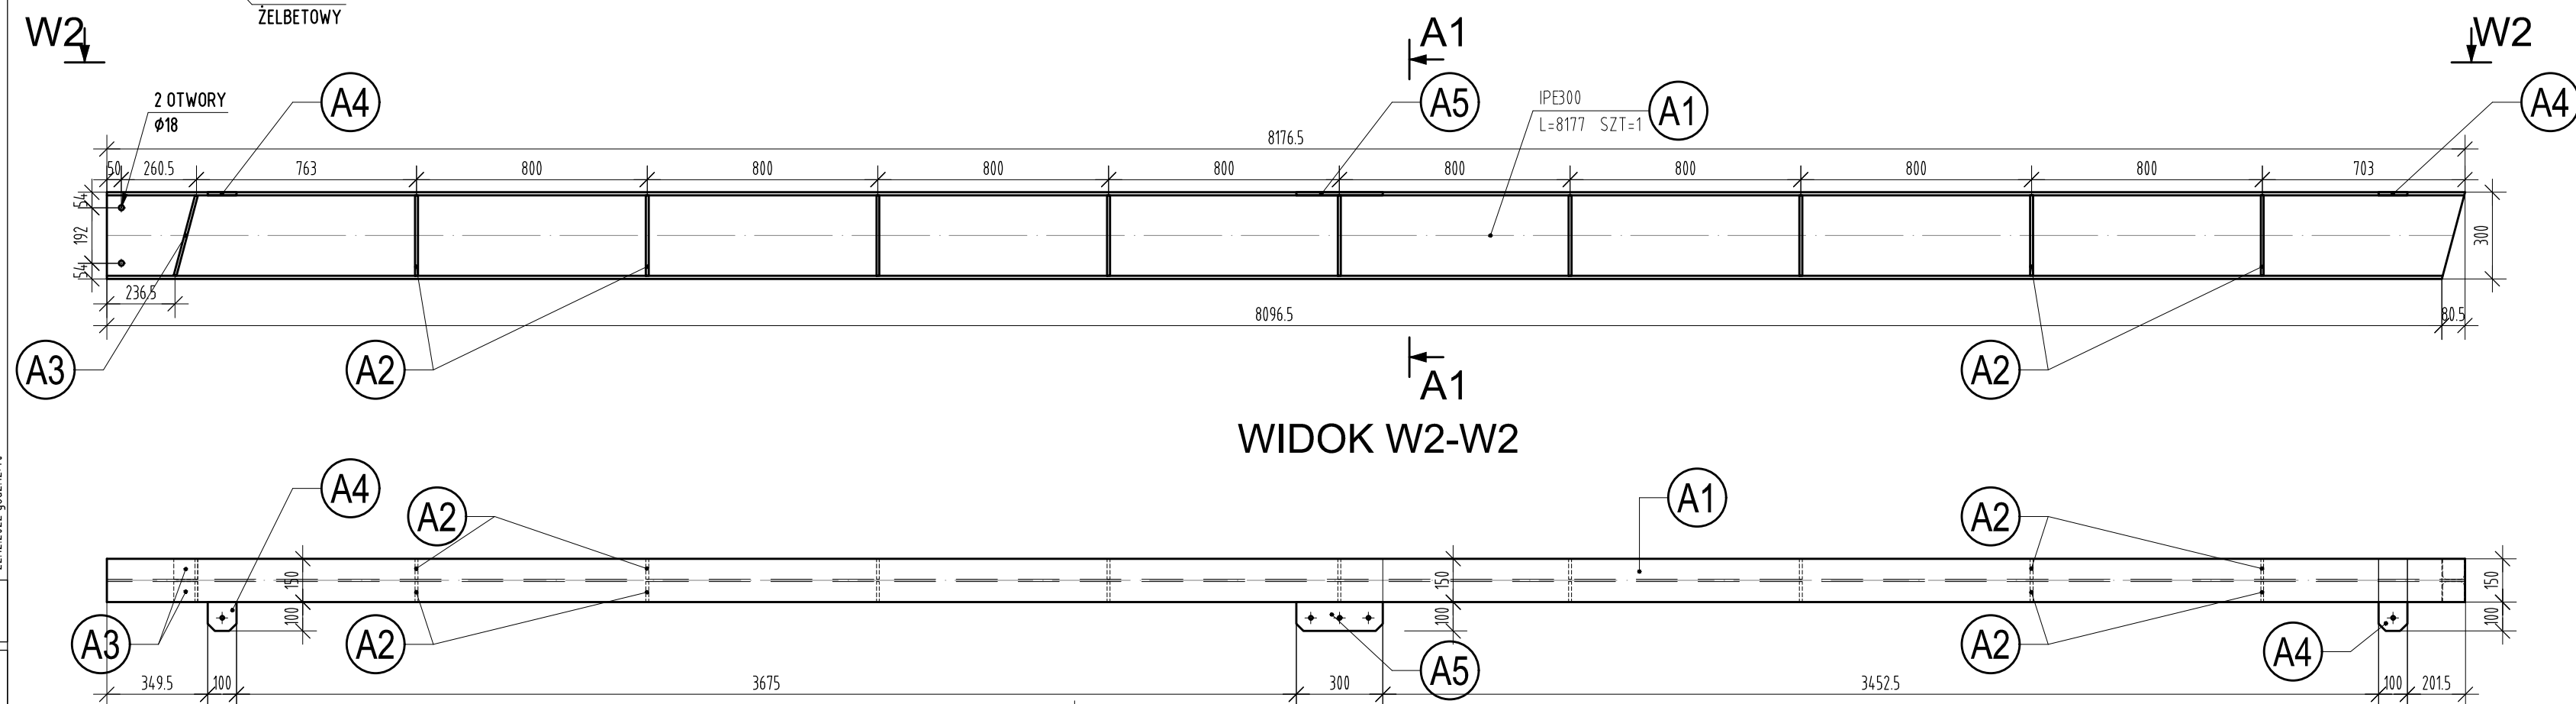 ŻELBETOWY
W2
A1
W2
2 OTWORY
ϕ18
A4
A5
IPE300
L=8177 SZT=1
A1
A4
8176.5
50 260.5 763 800 800 800 800 800 800 800 800 703
54
192
54
300
236.5
8096.5
80.5
A3
A2
A1
A2
WIDOK W2-W2
A4
A2
A1
A2
150
100
150
100
150
100
A3
A2
A5
A2
A4
349.5 100 3675 300 3452.5 100 201.5